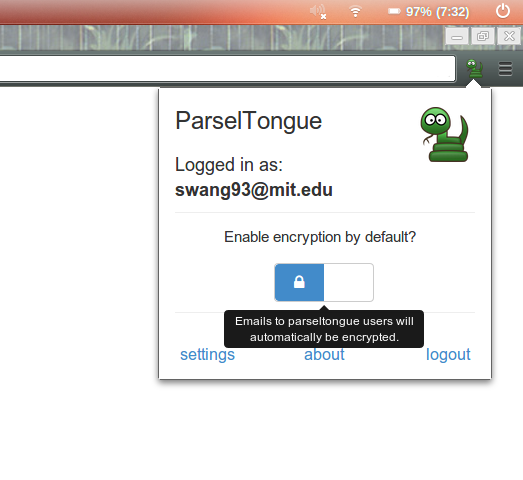 97% (7:32)
ParselTongue
Logged in as:
swang93@mit.edu
Enable encryption by default?
Emails to parseltongue users will
automatically be encrypted.
settings about logout